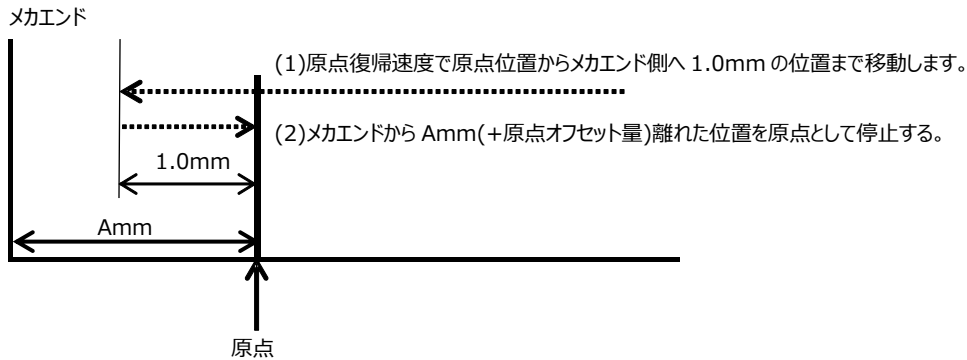 メカエンド
(1)原点復帰速度で原点位置からメカエンド側へ 1.0mm の位置まで移動します。
(2)メカエンドから Amm(+原点オフセット量)離れた位置を原点として停止する。
1.0mm
Amm
原点